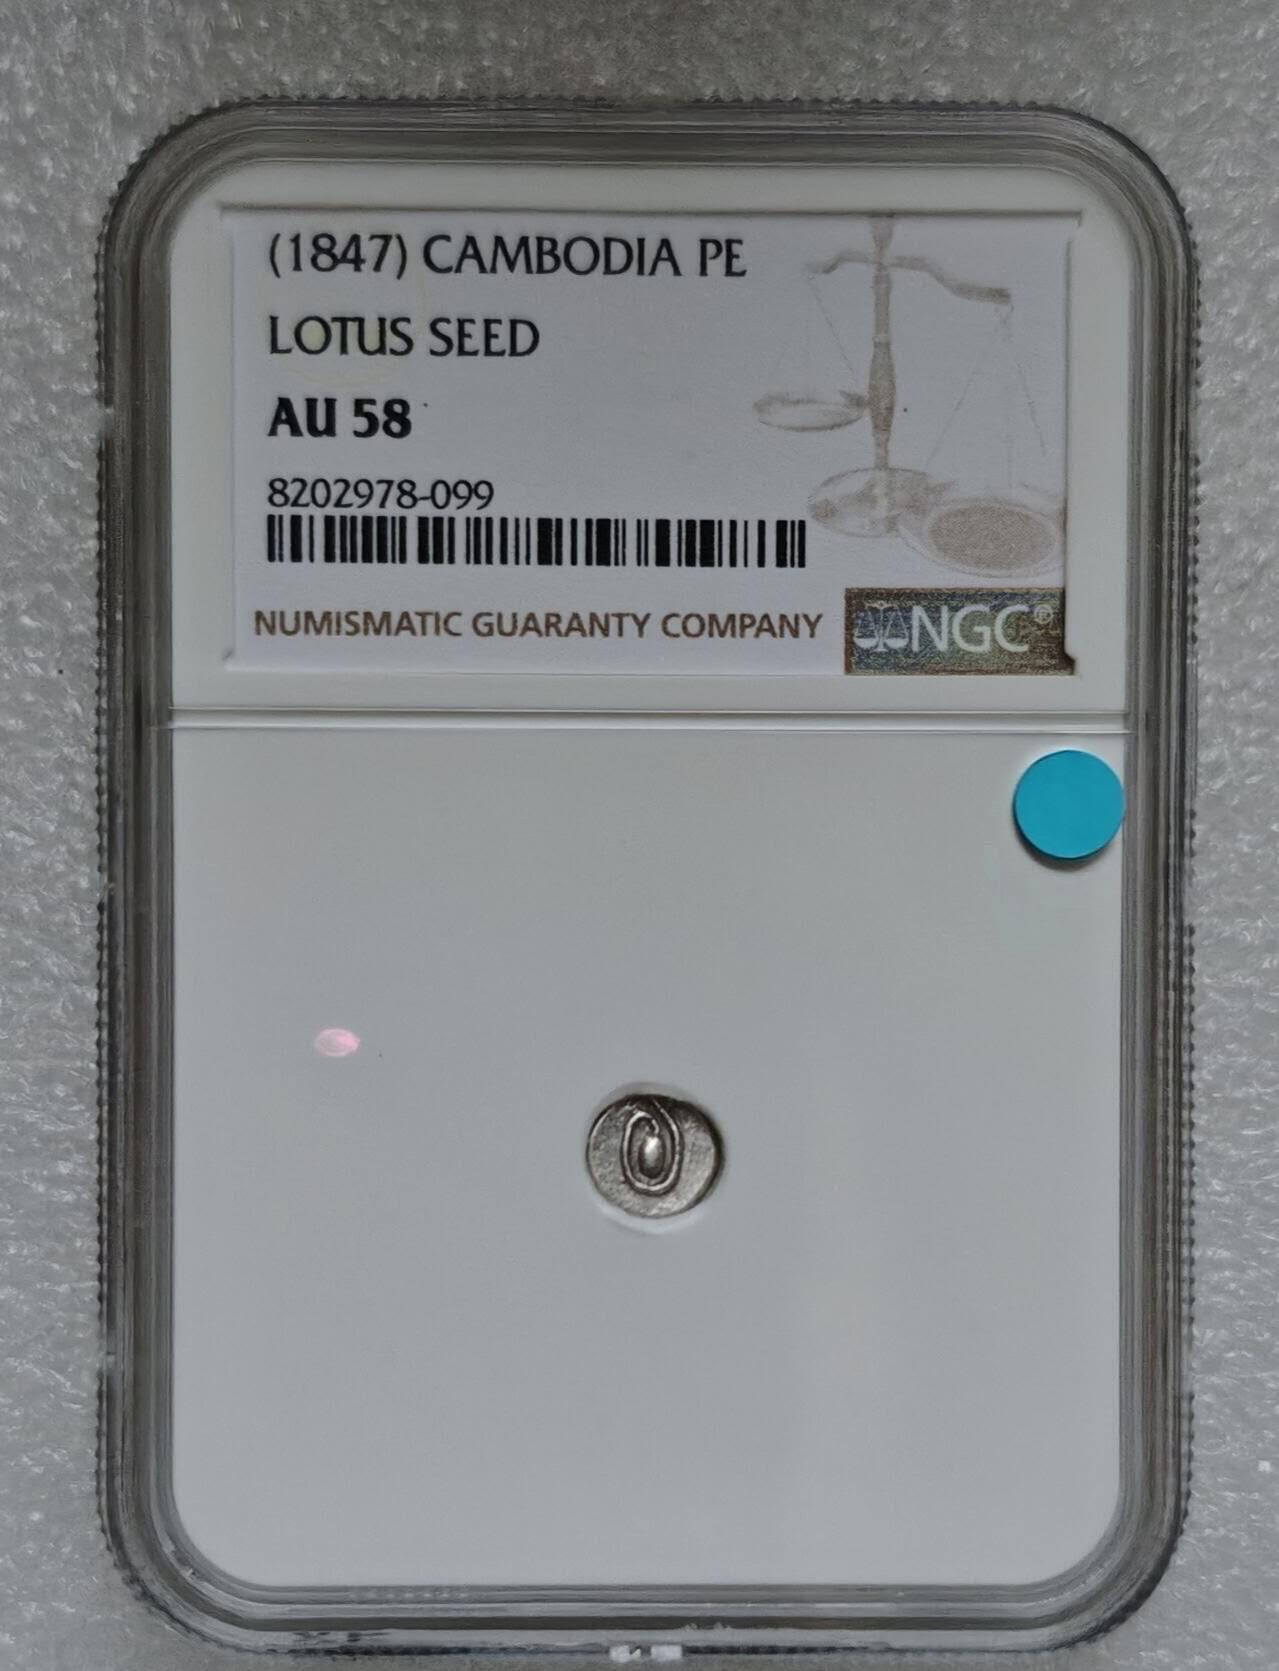 (1847) CAMBODIA PE
LOTUS SEED
AU 58
8202978-099
NUMISMATIC GUARANTY COMPANY
NGC®